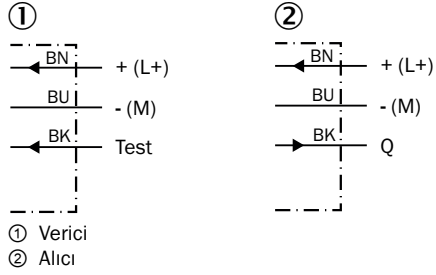 ① ②
BN + (L+) BN + (L+)
BU - (M) BU - (M)
BK Test BK Q
① Verici
② Alıcı